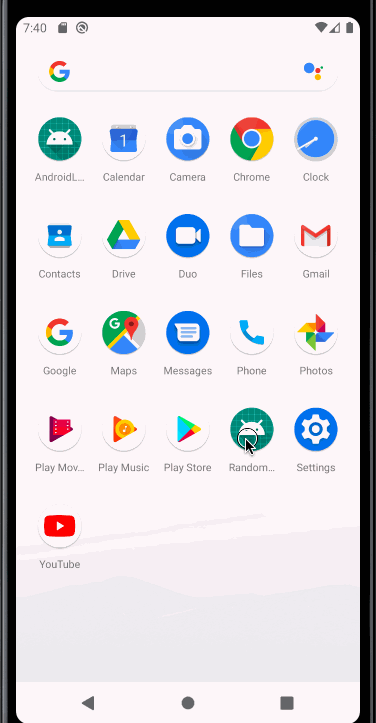 7:40
AndroidL...
Calendar
Camera
Chrome
Clock
Contacts
Drive
Duo
Files
Gmail
Google
Maps
Messages
Phone
Photos
Play Mov...
Play Music
Play Store
Random...
Settings
YouTube